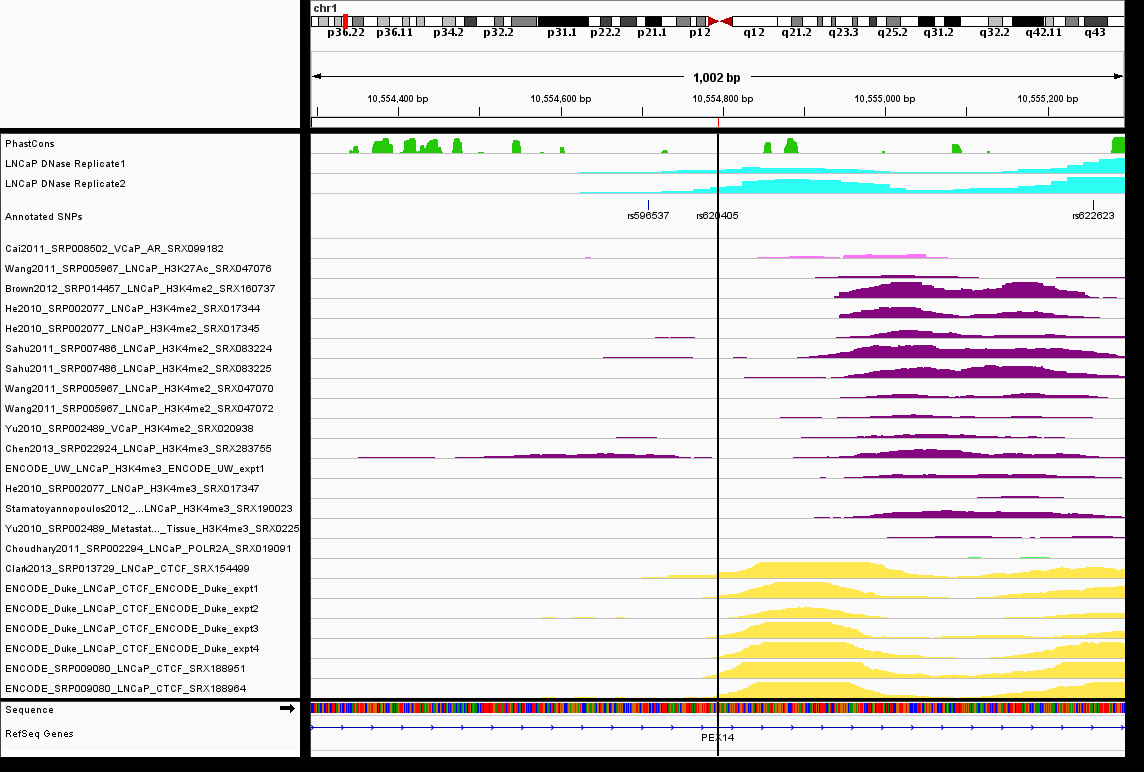 chr1
p36.22 p36.11 p34.2 p32.2 p31.1 p22.2 p21.1 p12 q12 q21.2 q23.3 q25.2 q31.2 q32.2 q42.11 q43
1,002 bp
10,554,400 bp 10,554,600 bp 10,554,800 bp 10,555,000 bp 10,555,200 bp
PhastCons
LNCaP DNase Replicate1
LNCaP DNase Replicate2
Annotated SNPs
rs596537 rs620405 rs622623
Cai2011_SRP008502_VCaP_AR_SRX099182
Wang2011_SRP005967_LNCaP_H3K27Ac_SRX047076
Brown2012_SRP014457_LNCaP_H3K4me2_SRX160737
He2010_SRP002077_LNCaP_H3K4me2_SRX017344
He2010_SRP002077_LNCaP_H3K4me2_SRX017345
Sahu2011_SRP007486_LNCaP_H3K4me2_SRX083224
Sahu2011_SRP007486_LNCaP_H3K4me2_SRX083225
Wang2011_SRP005967_LNCaP_H3K4me2_SRX047070
Wang2011_SRP005967_LNCaP_H3K4me2_SRX047072
Yu2010_SRP002489_VCaP_H3K4me2_SRX020938
Chen2013_SRP022924_LNCaP_H3K4me3_SRX283755
ENCODE_UW_LNCaP_H3K4me3_ENCODE_UW_expt1
He2010_SRP002077_LNCaP_H3K4me3_SRX017347
Stamatoyannopoulos2012_...LNCaP_H3K4me3_SRX190023
Yu2010_SRP002489_Metastat..._Tissue_H3K4me3_SRX0225
Choudhary2011_SRP002294_LNCaP_POLR2A_SRX019091
Clark2013_SRP013729_LNCaP_CTCF_SRX154499
ENCODE_Duke_LNCaP_CTCF_ENCODE_Duke_expt1
ENCODE_Duke_LNCaP_CTCF_ENCODE_Duke_expt2
ENCODE_Duke_LNCaP_CTCF_ENCODE_Duke_expt3
ENCODE_Duke_LNCaP_CTCF_ENCODE_Duke_expt4
ENCODE_SRP009080_LNCaP_CTCF_SRX188951
ENCODE_SRP009080_LNCaP_CTCF_SRX188964
Sequence
RefSeq Genes
PEX14